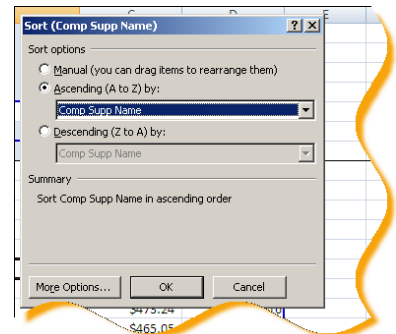 C D E
Sort (Comp Supp Name)
Sort options
Manual (you can drag items to rearrange them)
Ascending (A to Z) by:
Comp Supp Name
Descending (Z to A) by:
Comp Supp Name
Summary
Sort Comp Supp Name in ascending order
More Options... OK Cancel
$475.24
$465.05